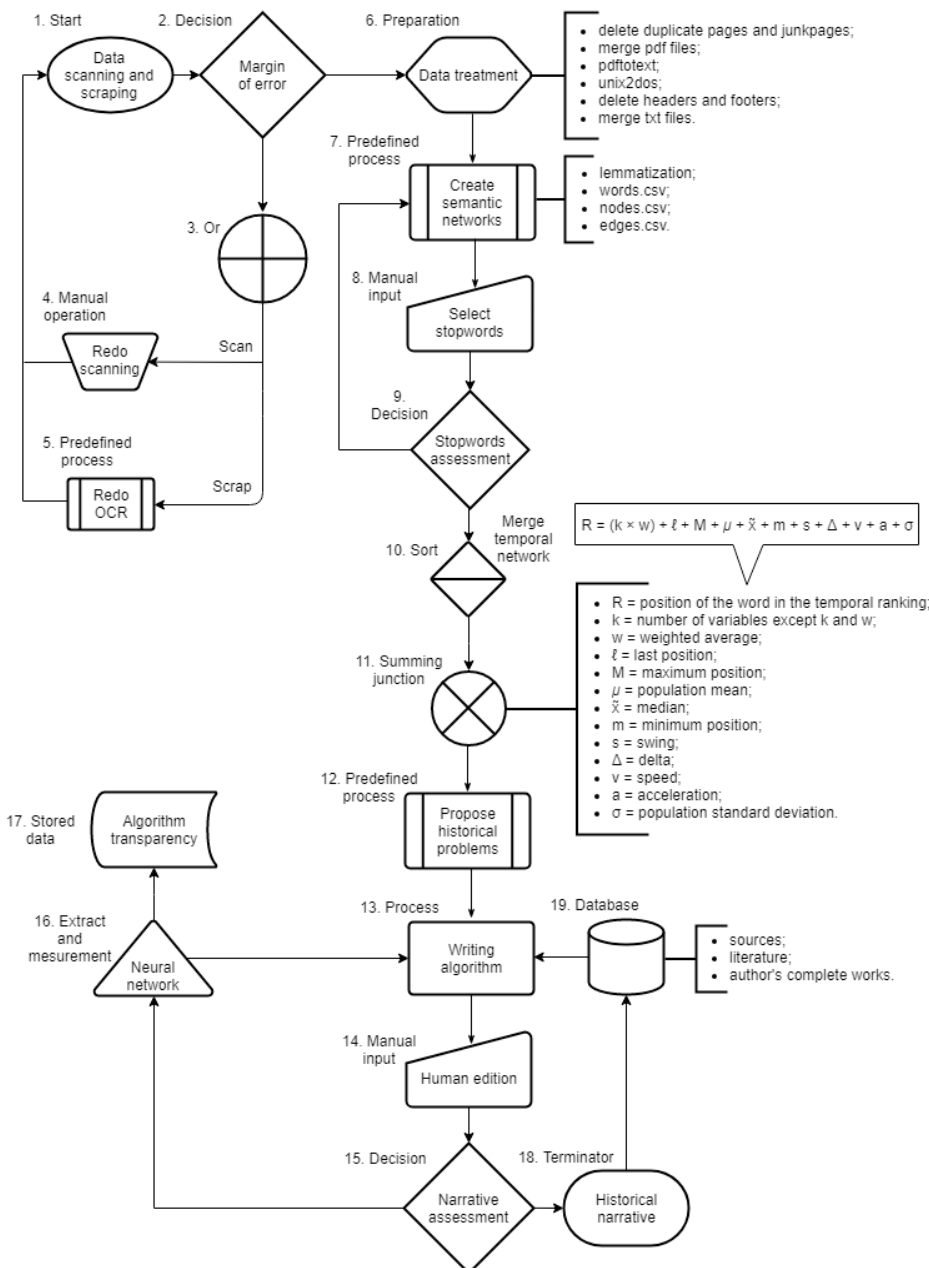 1. Start
Data
scanning and
scraping
2. Decision
Margin
of error
6. Preparation
Data treatment
• delete duplicate pages and junkpages;
• merge pdf files;
• pdftotext;
• unix2dos;
• delete headers and footers;
• merge txt files.
3. Or
7. Predefined
process
Create
semantic
networks
• lemmatization;
• words.csv;
• nodes.csv;
• edges.csv.
4. Manual
operation
Redo
scanning
Scan
8. Manual
input
Select
stopwords
5. Predefined
process
Redo
OCR
Scrap
9.
Decision
Stopwords
assessment
10. Sort
Merge
temporal
network
R = (k × w) + ℓ + M + μ + x̃ + m + s + Δ + v + a + σ
11. Summing
junction
• R = position of the word in the temporal ranking;
• k = number of variables except k and w;
• w = weighted average;
• ℓ = last position;
• M = maximum position;
• μ = population mean;
• x̃ = median;
• m = minimum position;
• s = swing;
• Δ = delta;
• v = speed;
• a = acceleration;
• σ = population standard deviation.
12. Predefined
process
Propose
historical
problems
17. Stored
data
Algorithm
transparency
13. Process
Writing
algorithm
19. Database
• sources;
• literature;
• author's complete works.
16. Extract
and
mesurement
Neural
network
14. Manual
input
Human edition
15. Decision
Narrative
assessment
18. Terminator
Historical
narrative